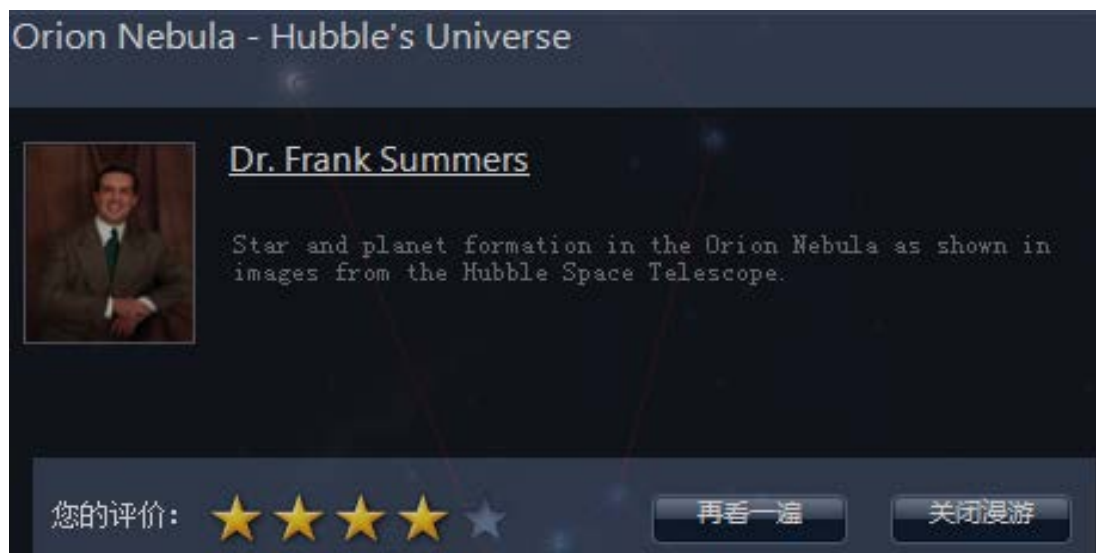 Orion Nebula - Hubble's Universe
Dr. Frank Summers
Star and planet formation in the Orion Nebula as shown in
images from the Hubble Space Telescope.
您的评价： 再看一遍 关闭漫游